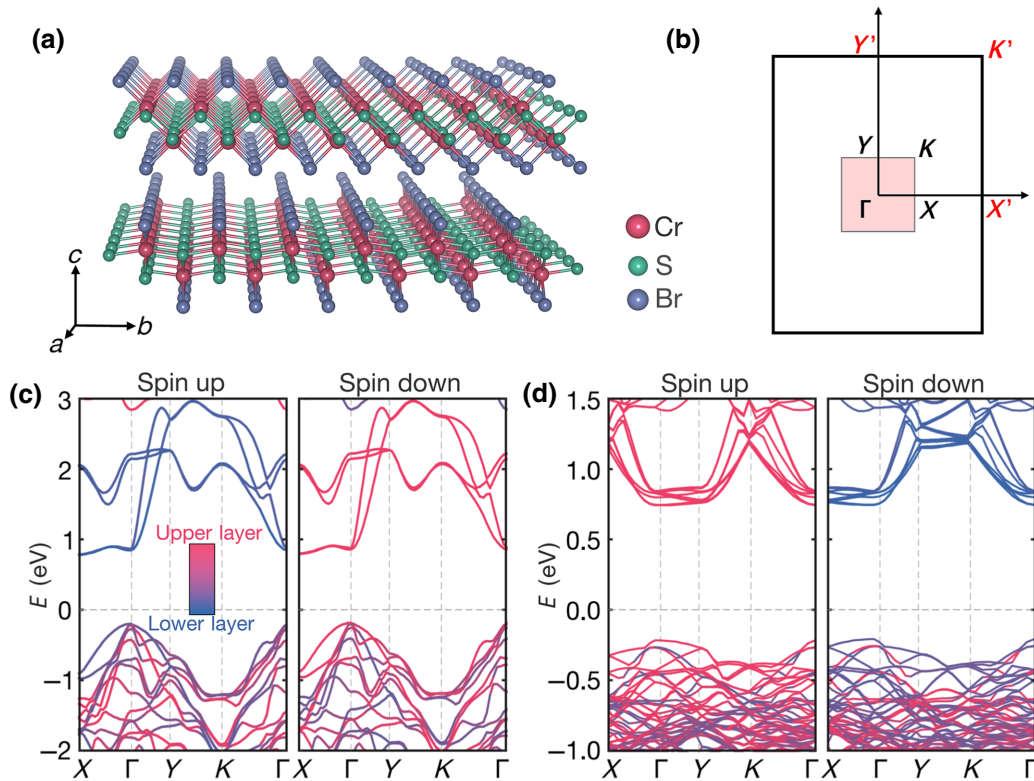 (a)
c
a
b
Cr
S
Br
(b)
Y'
K'
Y
K
Γ
X
X'
(c)
Spin up
Spin down
3
2
1
0
−1
−2
E (eV)
Upper layer
Lower layer
X Γ Y K Γ
X Γ Y K Γ
(d)
Spin up
Spin down
1.5
1.0
0.5
0.0
−0.5
−1.0
E (eV)
X Γ Y K Γ
X Γ Y K Γ